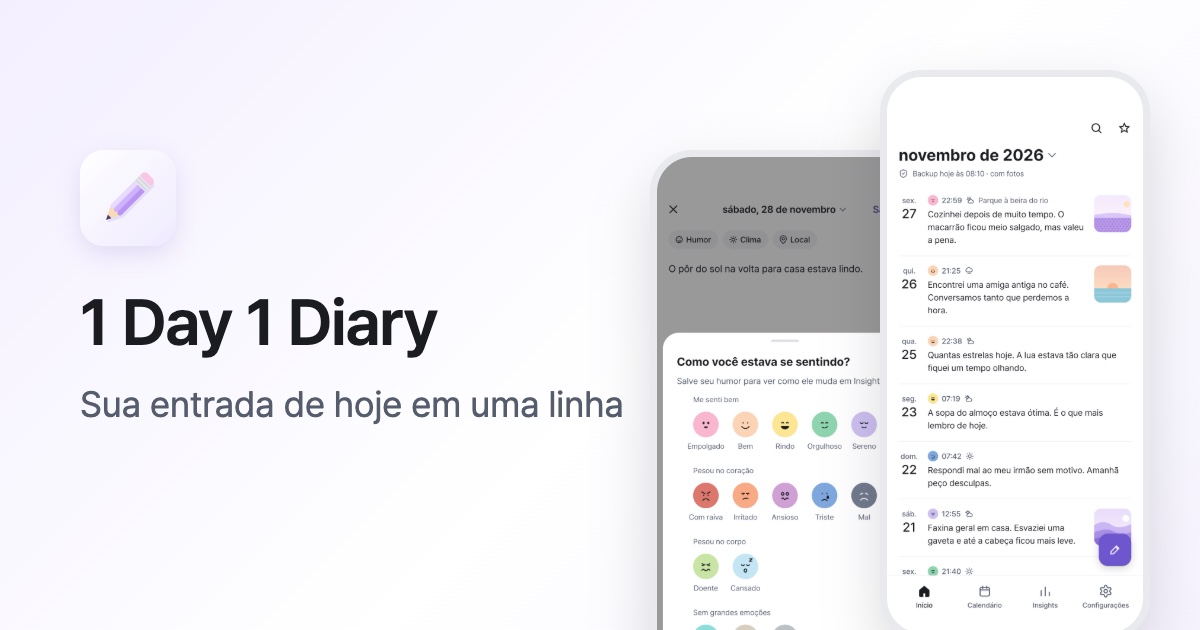 1 Day 1 Diary
Sua entrada de hoje em uma linha
sábado, 28 de novembro
Humor
Clima
Local
O pôr do sol na volta para casa estava lindo.
Como você estava se sentindo?
Salve seu humor para ver como ele muda em Insight
Me senti bem
Empolgado Bem Rindo Orgulhoso Sereno
Pesou no coração
Com raiva Irritado Ansioso Triste Mal
Pesou no corpo
Doente Cansado
Sem grandes emoções
novembro de 2026
Backup hoje às 08:10 · com fotos
sex.
27
22:59 Parque à beira do rio
Cozinhei depois de muito tempo. O
macarrão ficou meio salgado, mas valeu
a pena.
qui.
26
21:25
Encontrei uma amiga antiga no café.
Conversamos tanto que perdemos a
hora.
qua.
25
22:38
Quantas estrelas hoje. A lua estava tão clara que
fiquei um tempo olhando.
seg.
23
07:19
A sopa do almoço estava ótima. É o que mais
lembro de hoje.
dom.
22
07:42
Respondi mal ao meu irmão sem motivo. Amanhã
peço desculpas.
sáb.
21
12:55
Faxina geral em casa. Esvaziei uma
gaveta e até a cabeça ficou mais leve.
sex.
21:40
Início Calendário Insights Configurações